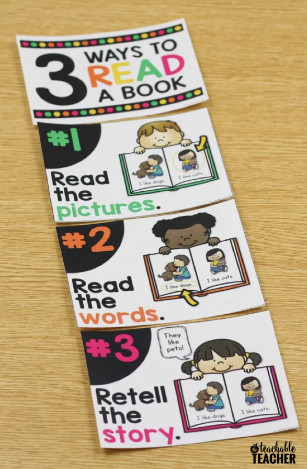 3 WAYS TO
READ
A BOOK
#1
Read
the
pictures.
I like dogs.
I like cats.
#2
Read
the
words.
I like dogs.
I like cats.
#3
They
like
pets!
Retell
the
story.
I like dogs.
I like cats.
a teachable
TEACHER